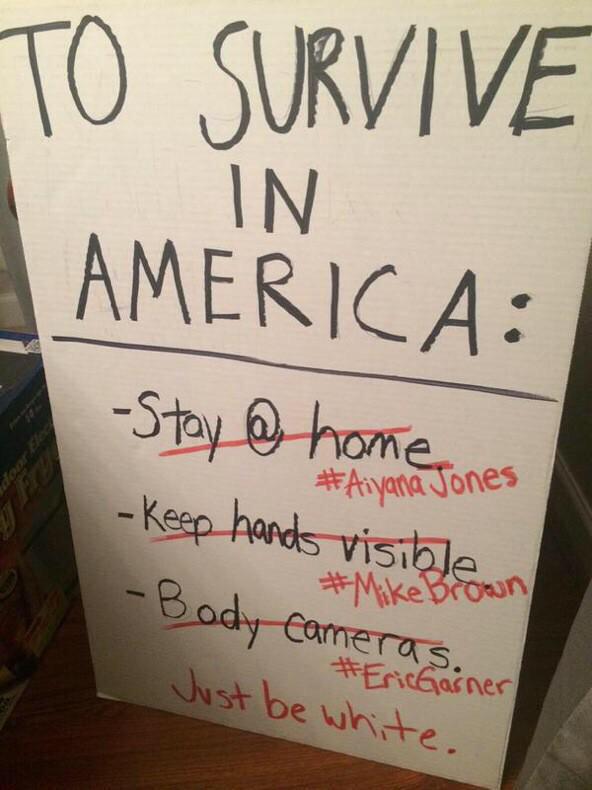 TO SURVIVE
IN
AMERICA:
-Stay @ home.
#AiyanaJones
-Keep hands visible.
#MikeBrown
-Body cameras.
#EricGarner
Just be white.